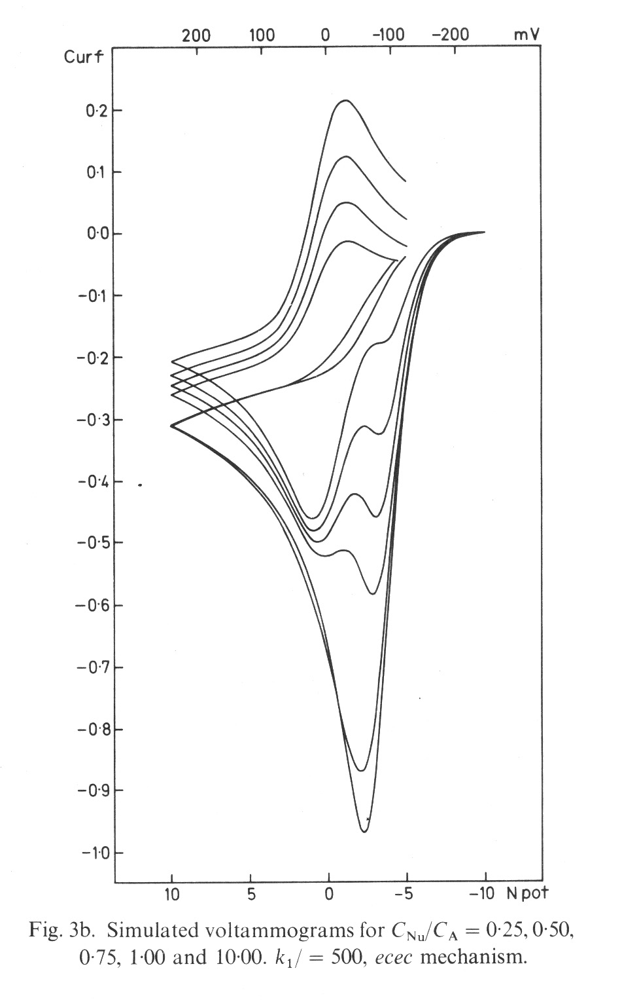 200 100 0 -100 -200 mV
Curf
0·2
0·1
0·0
-0·1
-0·2
-0·3
-0·4
-0·5
-0·6
-0·7
-0·8
-0·9
-1·0
10 5 0 -5 -10 N pot
Fig. 3b. Simulated voltammograms for C_Nu/C_A = 0·25, 0·50,
0·75, 1·00 and 10·00. k₁/ = 500, ecec mechanism.